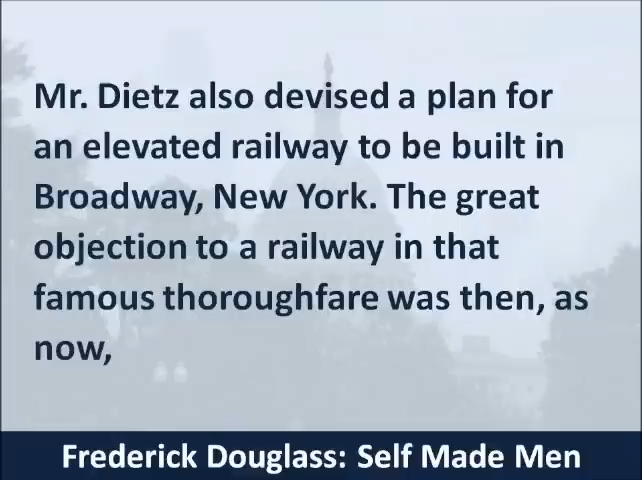 Mr. Dietz also devised a plan for
an elevated railway to be built in
Broadway, New York. The great
objection to a railway in that
famous thoroughfare was then, as
now,
Frederick Douglass: Self Made Men